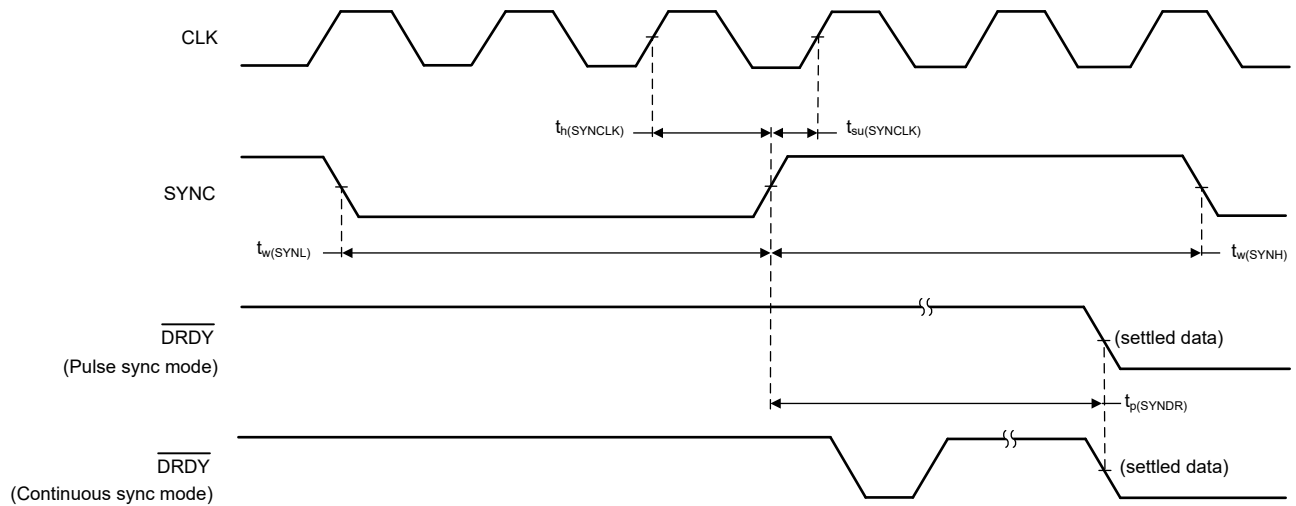 CLK
th(SYNCLK)
tsu(SYNCLK)
SYNC
tw(SYNL)
tw(SYNH)
DRDY
(settled data)
(Pulse sync mode)
tp(SYNDR)
DRDY
(settled data)
(Continuous sync mode)